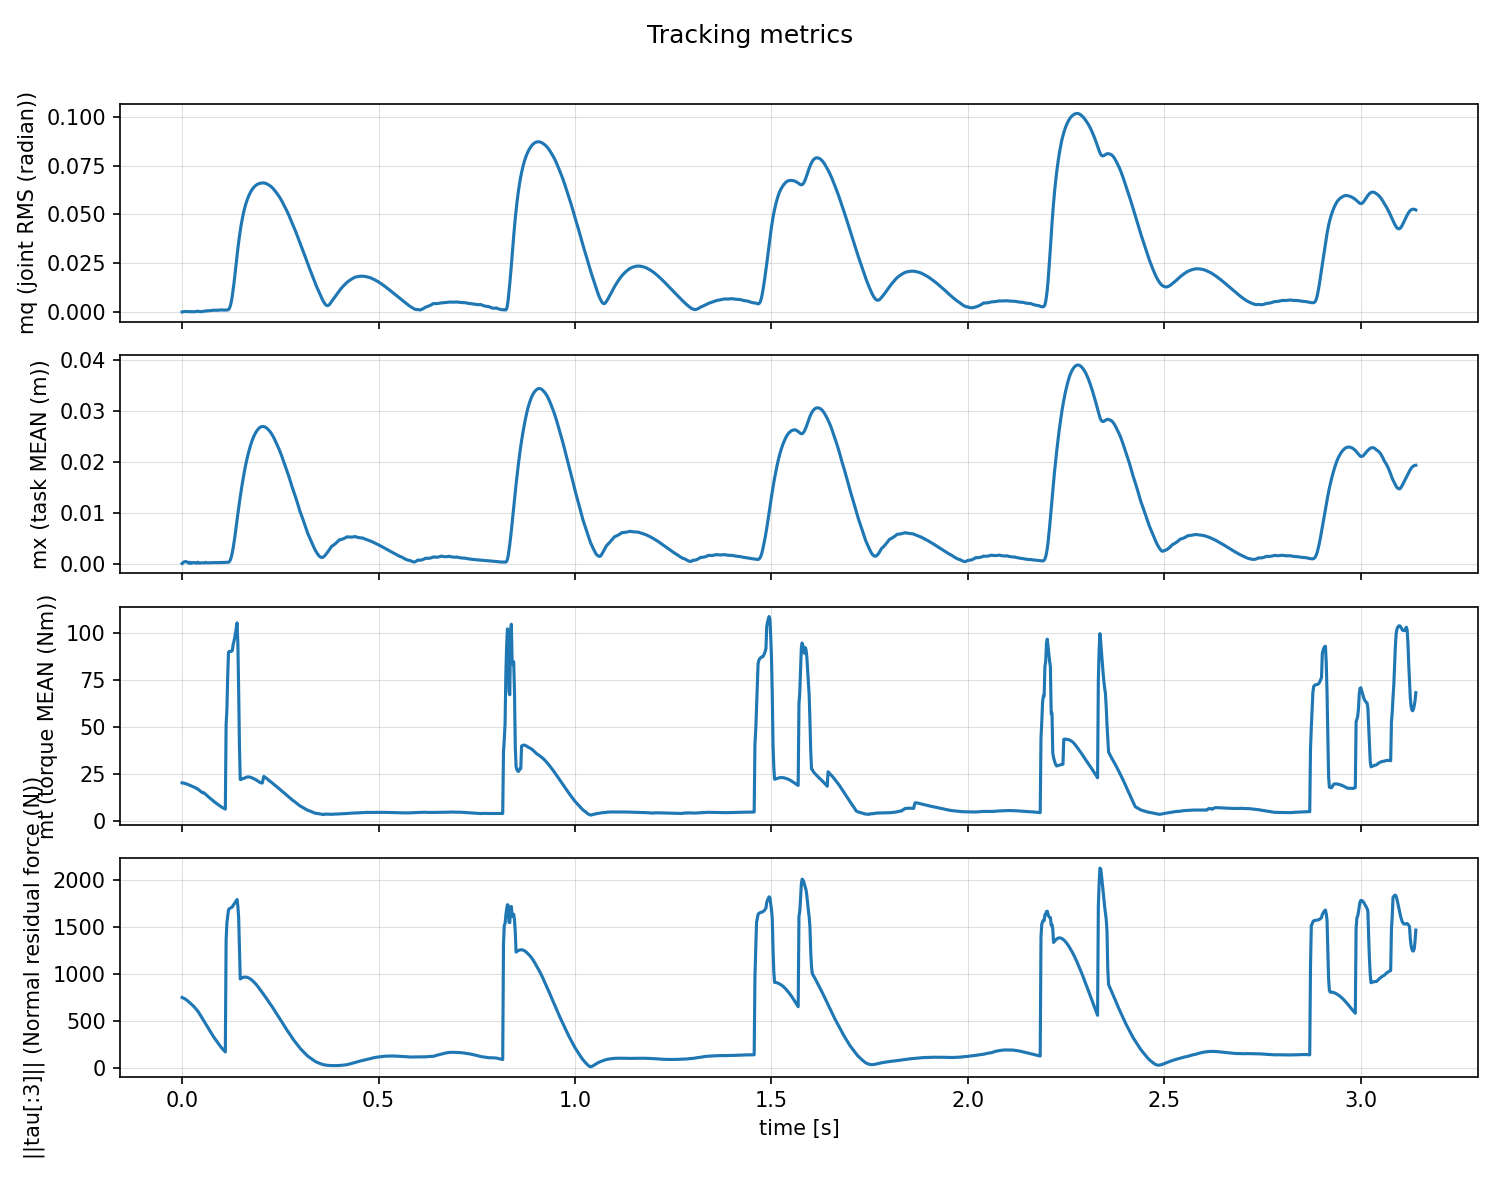 Tracking metrics
mq (joint RMS (radian))
0.100
0.075
0.050
0.025
0.000
mx (task MEAN (m))
0.04
0.03
0.02
0.01
0.00
mt (torque MEAN (Nm))
100
75
50
25
0
||tau[:3]|| (Normal residual force (N))
2000
1500
1000
500
0
0.0 0.5 1.0 1.5 2.0 2.5 3.0
time [s]